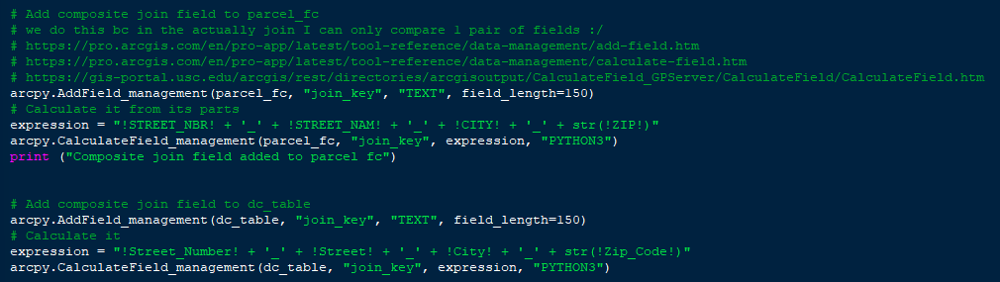 # Add composite join field to parcel_fc
# we do this bc in the actually join I can only compare 1 pair of fields :/
# https://pro.arcgis.com/en/pro-app/latest/tool-reference/data-management/add-field.htm
# https://pro.arcgis.com/en/pro-app/latest/tool-reference/data-management/calculate-field.htm
# https://gis-portal.usc.edu/arcgis/rest/directories/arcgisoutput/CalculateField_GPServer/CalculateField/CalculateField.htm
arcpy.AddField_management(parcel_fc, "join_key", "TEXT", field_length=150)
# Calculate it from its parts
expression = "!STREET_NBR! + '_' + !STREET_NAM! + '_' + !CITY! + '_' + str(!ZIP!)"
arcpy.CalculateField_management(parcel_fc, "join_key", expression, "PYTHON3")
print ("Composite join field added to parcel fc")
# Add composite join field to dc_table
arcpy.AddField_management(dc_table, "join_key", "TEXT", field_length=150)
# Calculate it
expression = "!Street_Number! + '_' + !Street! + '_' + !City! + '_' + str(!Zip_Code!)"
arcpy.CalculateField_management(dc_table, "join_key", expression, "PYTHON3")